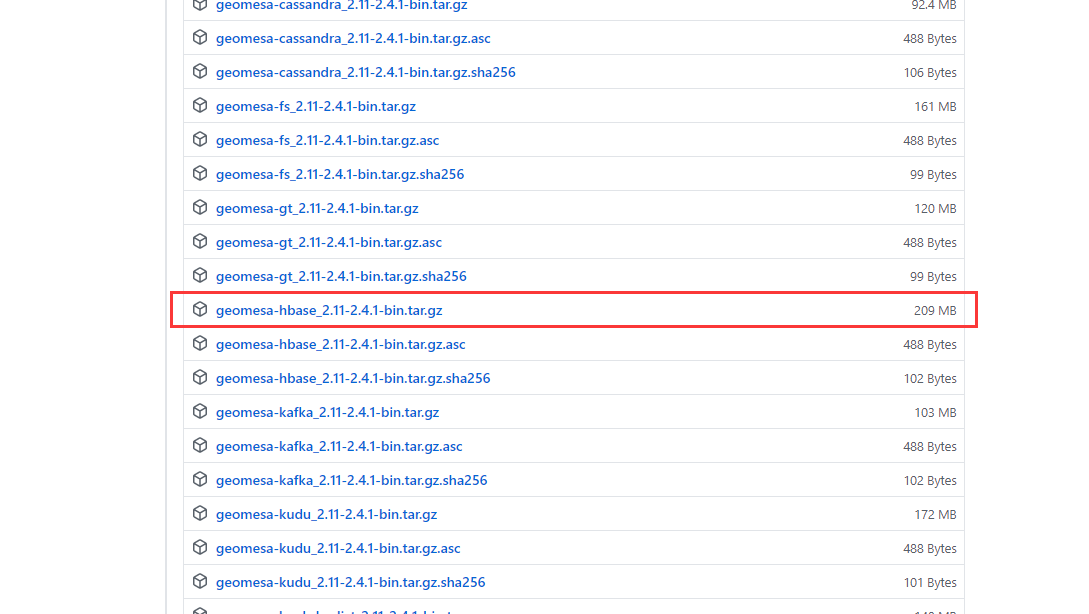 geomesa-cassandra_2.11-2.4.1-bin.tar.gz 92.4 MB
geomesa-cassandra_2.11-2.4.1-bin.tar.gz.asc 488 Bytes
geomesa-cassandra_2.11-2.4.1-bin.tar.gz.sha256 106 Bytes
geomesa-fs_2.11-2.4.1-bin.tar.gz 161 MB
geomesa-fs_2.11-2.4.1-bin.tar.gz.asc 488 Bytes
geomesa-fs_2.11-2.4.1-bin.tar.gz.sha256 99 Bytes
geomesa-gt_2.11-2.4.1-bin.tar.gz 120 MB
geomesa-gt_2.11-2.4.1-bin.tar.gz.asc 488 Bytes
geomesa-gt_2.11-2.4.1-bin.tar.gz.sha256 99 Bytes
geomesa-hbase_2.11-2.4.1-bin.tar.gz 209 MB
geomesa-hbase_2.11-2.4.1-bin.tar.gz.asc 488 Bytes
geomesa-hbase_2.11-2.4.1-bin.tar.gz.sha256 102 Bytes
geomesa-kafka_2.11-2.4.1-bin.tar.gz 103 MB
geomesa-kafka_2.11-2.4.1-bin.tar.gz.asc 488 Bytes
geomesa-kafka_2.11-2.4.1-bin.tar.gz.sha256 102 Bytes
geomesa-kudu_2.11-2.4.1-bin.tar.gz 172 MB
geomesa-kudu_2.11-2.4.1-bin.tar.gz.asc 488 Bytes
geomesa-kudu_2.11-2.4.1-bin.tar.gz.sha256 101 Bytes